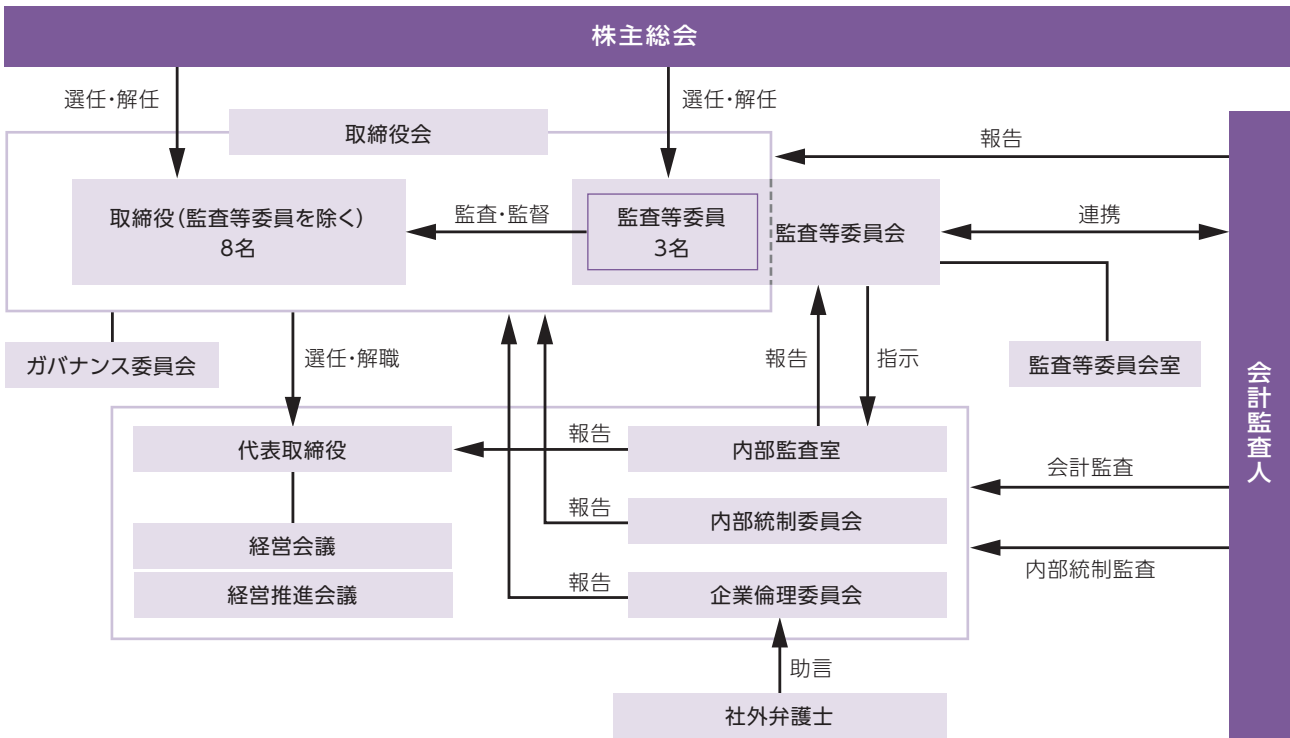 株主総会
選任・解任
選任・解任
取締役会
報告
取締役（監査等委員を除く）
8名
監査・監督
監査等委員
3名
監査等委員会
連携
ガバナンス委員会
選任・解職
報告
指示
監査等委員会室
会計監査人
代表取締役
報告
内部監査室
会計監査
報告
内部統制委員会
経営会議
内部統制監査
経営推進会議
報告
企業倫理委員会
助言
社外弁護士